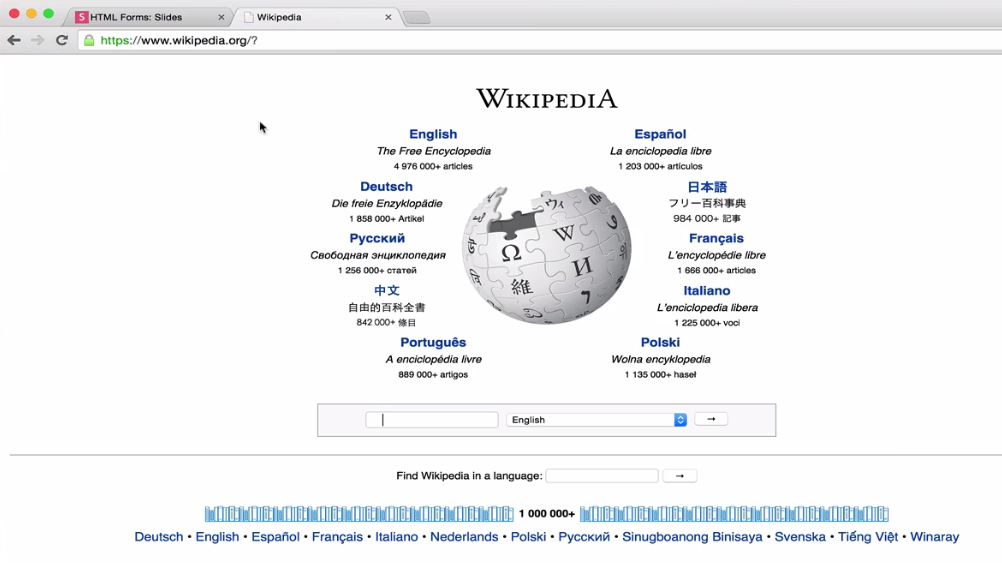 HTML Forms: Slides
Wikipedia
https://www.wikipedia.org/?
WIKIPEDIA
English
The Free Encyclopedia
4 976 000+ articles
Español
La enciclopedia libre
1 203 000+ artículos
Deutsch
Die freie Enzyklopädie
1 858 000+ Artikel
日本語
フリー百科事典
984 000+ 記事
Русский
Свободная энциклопедия
1 256 000+ статей
Français
L'encyclopédie libre
1 666 000+ articles
中文
自由的百科全書
842 000+ 條目
Italiano
L'enciclopedia libera
1 225 000+ voci
Português
A enciclopédia livre
889 000+ artigos
Polski
Wolna encyklopedia
1 135 000+ haseł
Ω
W
И
維
English →
Find Wikipedia in a language: →
1 000 000+
Deutsch • English • Español • Français • Italiano • Nederlands • Polski • Русский • Sinugboanong Binisaya • Svenska • Tiếng Việt • Winaray